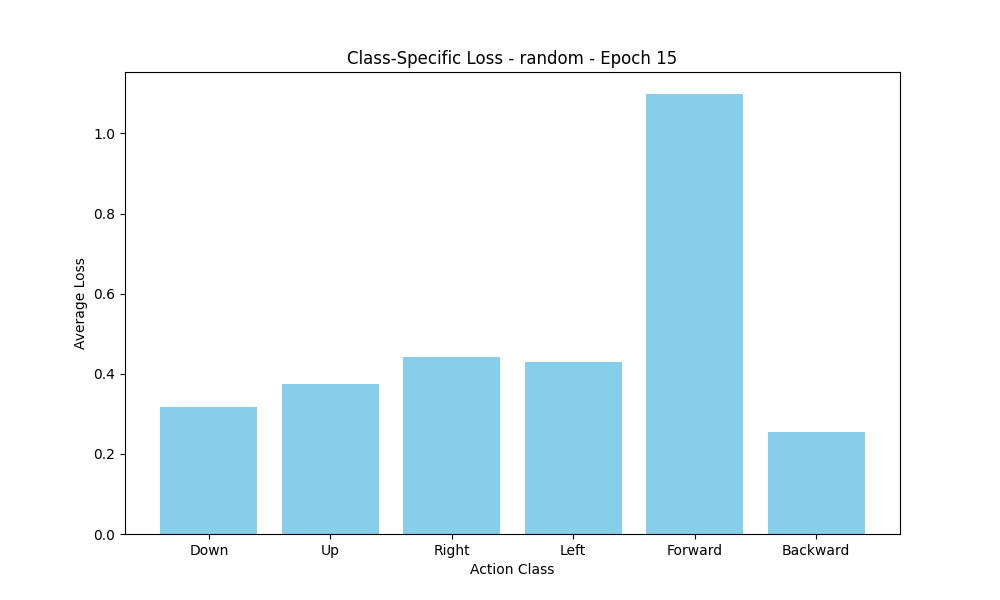 Class-Specific Loss - random - Epoch 15
Average Loss
1.0
0.8
0.6
0.4
0.2
0.0
Down Up Right Left Forward Backward
Action Class